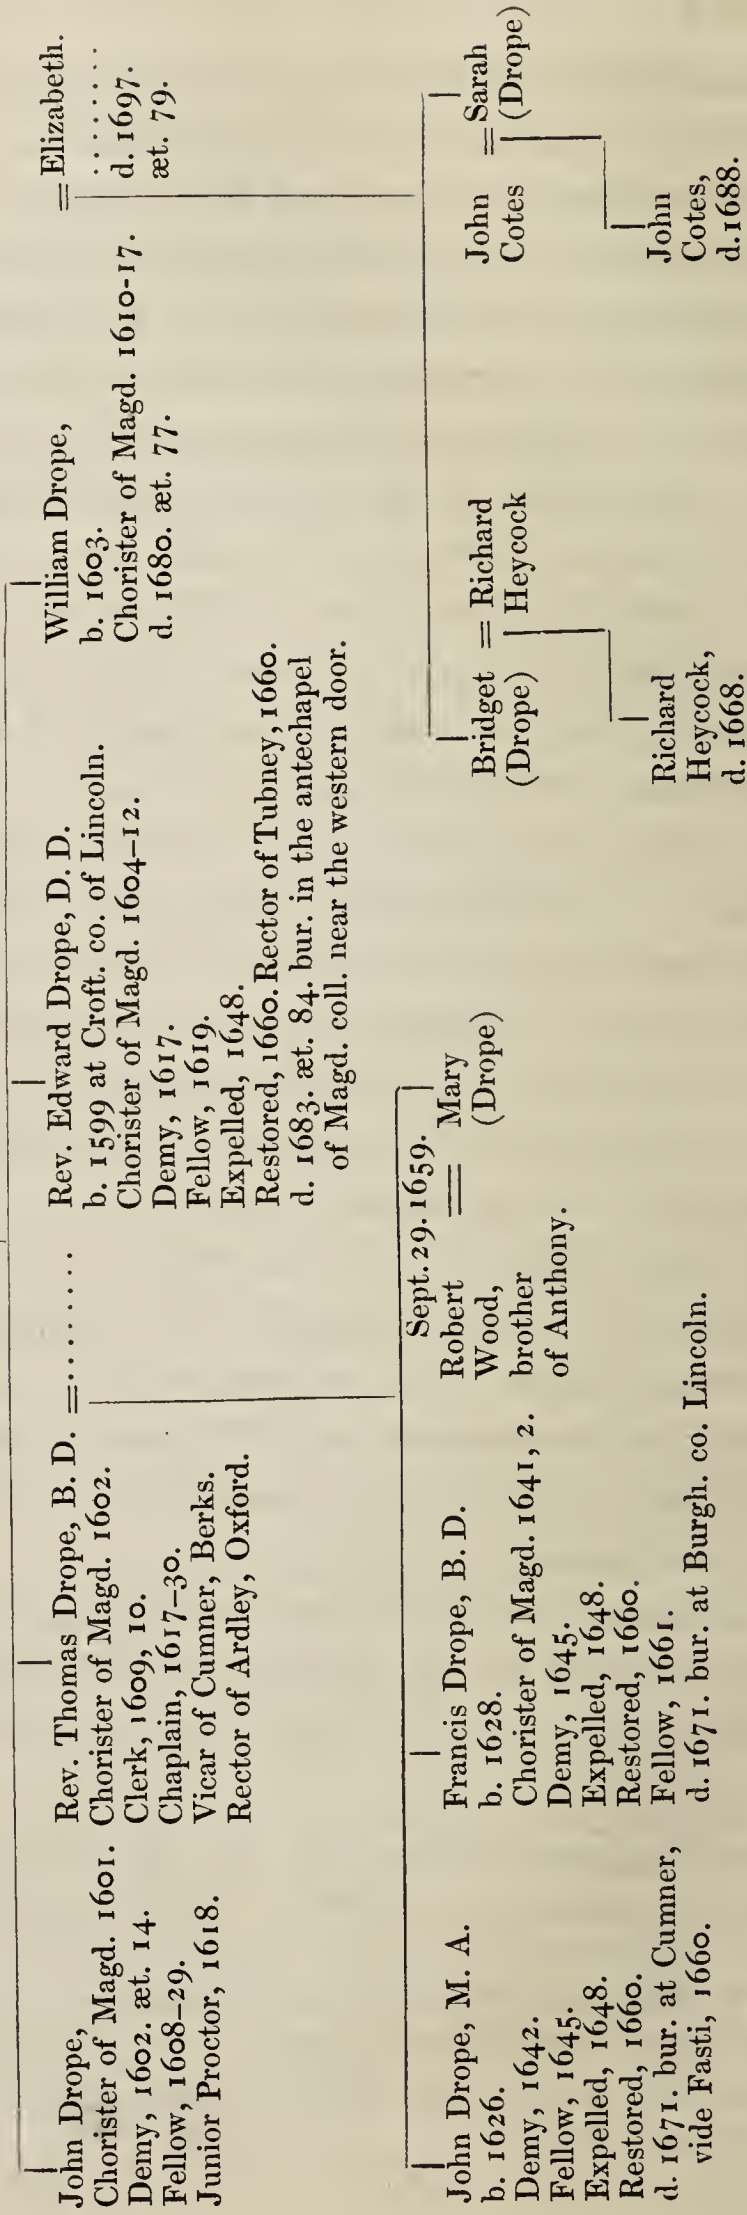 John Drope,
Chorister of Magd. 1601.
Demy, 1602. æt. 14.
Fellow, 1608–29.
Junior Proctor, 1618.
Rev. Thomas Drope, B. D. =.........
Chorister of Magd. 1602.
Clerk, 1609, 10.
Chaplain, 1617–30.
Vicar of Cumner, Berks.
Rector of Ardley, Oxford.
Rev. Edward Drope, D. D.
b. 1599 at Croft. co. of Lincoln.
Chorister of Magd. 1604–12.
Demy, 1617.
Fellow, 1619.
Expelled, 1648.
Restored, 1660. Rector of Tubney, 1660.
d. 1683. æt. 84. bur. in the antechapel
of Magd. coll. near the western door.
William Drope,
b. 1603.
Chorister of Magd. 1610-17.
d. 1680. æt. 77.
=Elizabeth.
........
d. 1697.
æt. 79.
John Drope, M. A.
b. 1626.
Demy, 1642.
Fellow, 1645.
Expelled, 1648.
Restored, 1660.
d. 1671. bur. at Cumner,
vide Fasti, 1660.
Francis Drope, B. D.
b. 1628.
Chorister of Magd. 1641, 2.
Demy, 1645.
Expelled, 1648.
Restored, 1660.
Fellow, 1661.
d. 1671. bur. at Burgh. co. Lincoln.
Sept. 29. 1659.
Robert = Mary
Wood, (Drope)
brother
of Anthony.
Bridget = Richard
(Drope) Heycock
Richard
Heycock,
d. 1668.
John =Sarah
Cotes (Drope)
John
Cotes,
d. 1688.